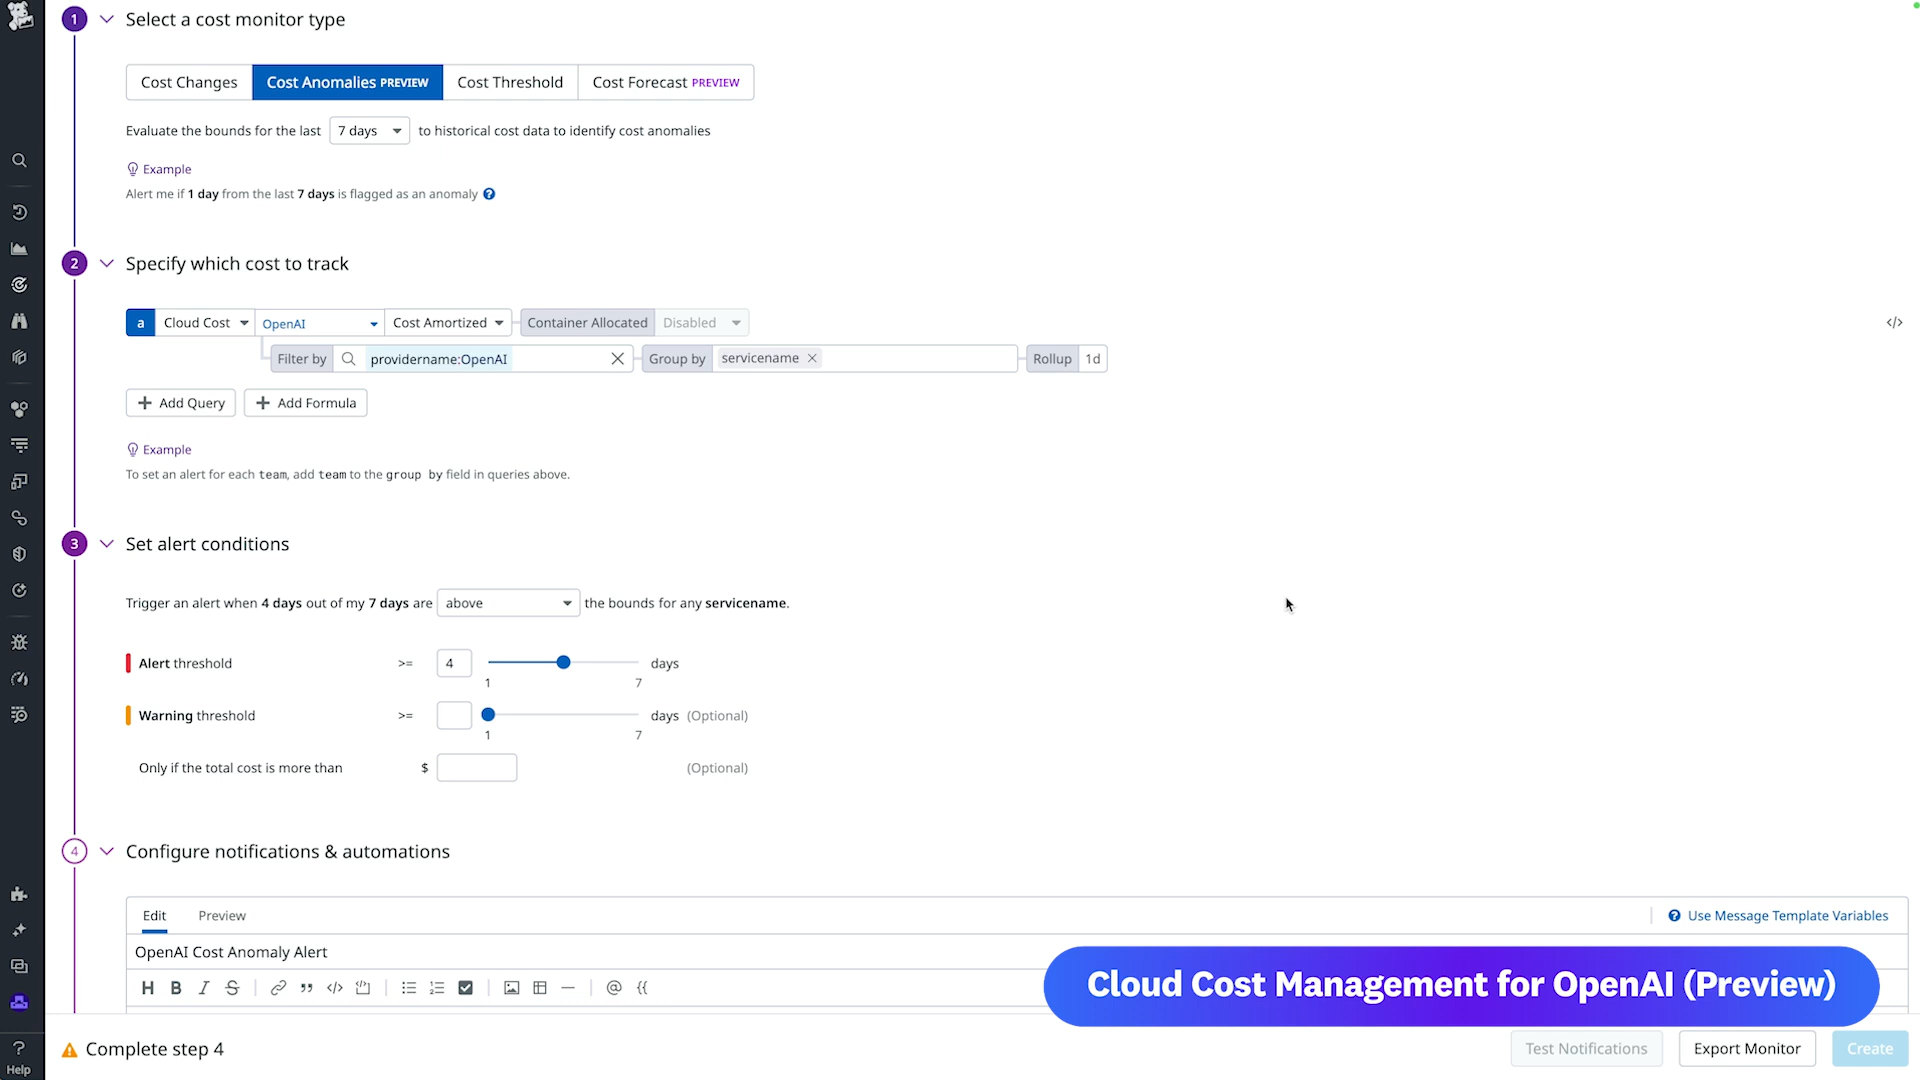 1 Select a cost monitor type
Cost Changes Cost Anomalies PREVIEW Cost Threshold Cost Forecast PREVIEW
Evaluate the bounds for the last 7 days to historical cost data to identify cost anomalies
Example
Alert me if 1 day from the last 7 days is flagged as an anomaly ?
2 Specify which cost to track
a Cloud Cost OpenAI Cost Amortized Container Allocated Disabled </>
Filter by providername:OpenAI Group by servicename Rollup 1d
+ Add Query + Add Formula
Example
To set an alert for each team, add team to the group by field in queries above.
3 Set alert conditions
Trigger an alert when 4 days out of my 7 days are above the bounds for any servicename.
Alert threshold >= 4 days
1 7
Warning threshold >= days (Optional)
1 7
Only if the total cost is more than $ (Optional)
4 Configure notifications & automations
Edit Preview ? Use Message Template Variables
OpenAI Cost Anomaly Alert
H B I S ” </> @ {{
Cloud Cost Management for OpenAI (Preview)
Complete step 4 Test Notifications Export Monitor Create
? Help